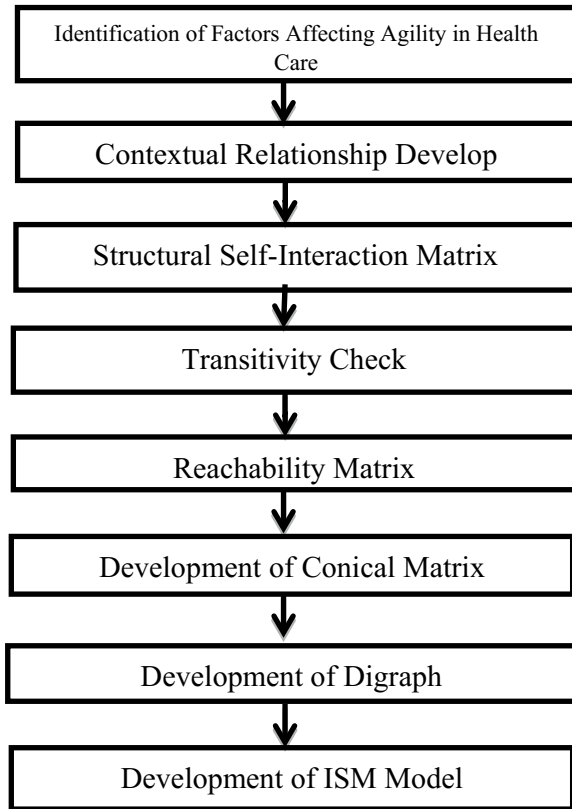 Identification of Factors Affecting Agility in Health
Care
Contextual Relationship Develop
Structural Self-Interaction Matrix
Transitivity Check
Reachability Matrix
Development of Conical Matrix
Development of Digraph
Development of ISM Model